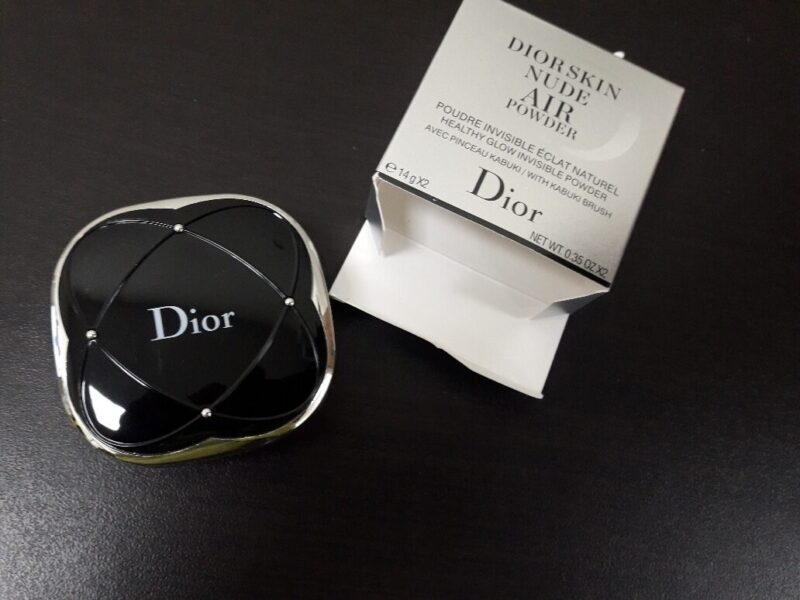 DIORSKIN
NUDE
AIR
POWDER
POUDRE INVISIBLE ÉCLAT NATUREL
HEALTHY GLOW INVISIBLE POWDER
AVEC PINCEAU KABUKI / WITH KABUKI BRUSH
℮ 14 g X2
Dior
NET WT. 0.35 OZ X2
Dior